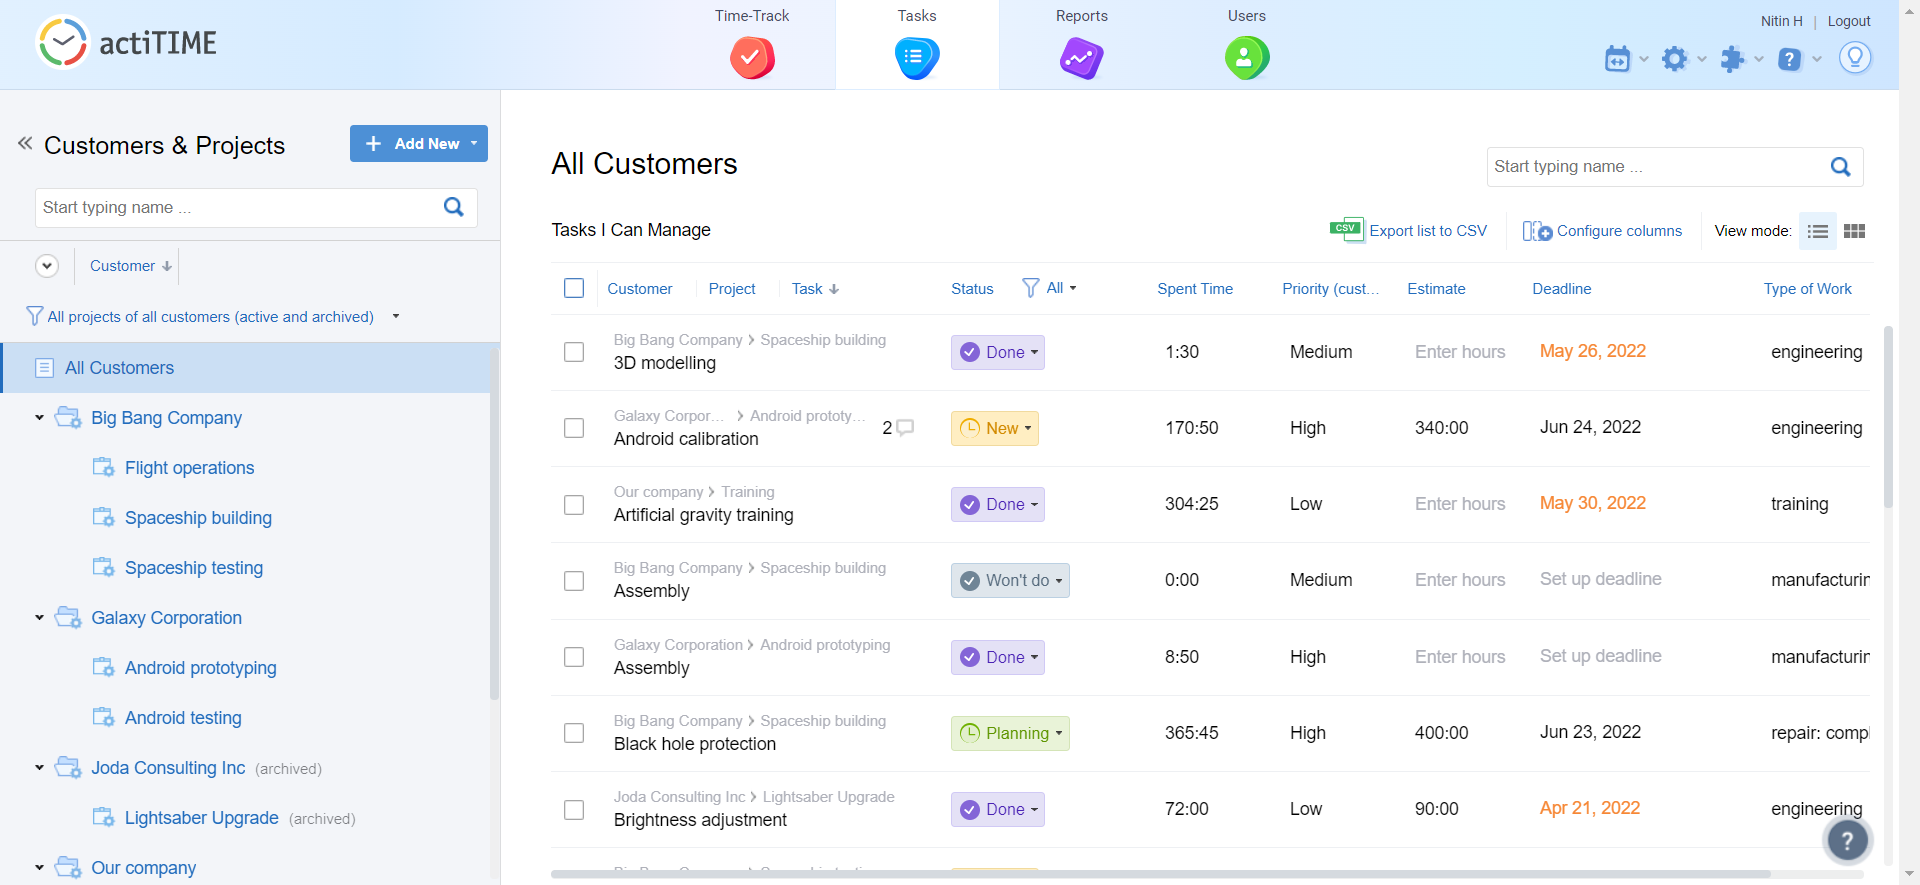 actiTIME
Time-Track
Tasks
Reports
Users
Nitin H | Logout
?
Customers & Projects
+ Add New
Start typing name ...
Customer
All projects of all customers (active and archived)
All Customers
Big Bang Company
Flight operations
Spaceship building
Spaceship testing
Galaxy Corporation
Android prototyping
Android testing
Joda Consulting Inc (archived)
Lightsaber Upgrade (archived)
Our company
All Customers
Start typing name ...
Tasks I Can Manage
CSV Export list to CSV
Configure columns
View mode:
Customer Project Task Status All Spent Time Priority (cust... Estimate Deadline Type of Work
Big Bang Company > Spaceship building
3D modelling Done 1:30 Medium Enter hours May 26, 2022 engineering
Galaxy Corpor... > Android prototy...
Android calibration 2 New 170:50 High 340:00 Jun 24, 2022 engineering
Our company > Training
Artificial gravity training Done 304:25 Low Enter hours May 30, 2022 training
Big Bang Company > Spaceship building
Assembly Won't do 0:00 Medium Enter hours Set up deadline manufacturin
Galaxy Corporation > Android prototyping
Assembly Done 8:50 High Enter hours Set up deadline manufacturin
Big Bang Company > Spaceship building
Black hole protection Planning 365:45 High 400:00 Jun 23, 2022 repair: compl
Joda Consulting Inc > Lightsaber Upgrade
Brightness adjustment Done 72:00 Low 90:00 Apr 21, 2022 engineering
?